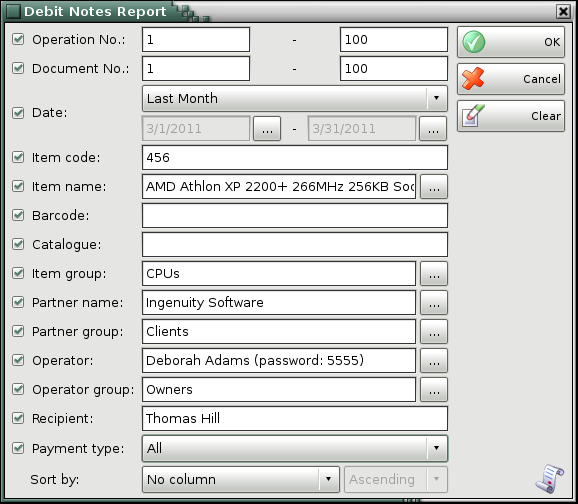 Debit Notes Report
Operation No.: 1 - 100 OK
Document No.: 1 - 100 Cancel
Last Month Clear
Date:
3/1/2011 ... - 3/31/2011 ...
Item code: 456
Item name: AMD Athlon XP 2200+ 266MHz 256KB Soc ...
Barcode:
Catalogue:
Item group: CPUs ...
Partner name: Ingenuity Software ...
Partner group: Clients ...
Operator: Deborah Adams (password: 5555) ...
Operator group: Owners ...
Recipient: Thomas Hill
Payment type: All
Sort by: No column Ascending